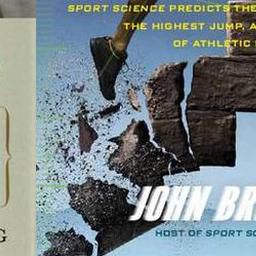 SPORT SCIENCE PREDICTS THE
THE HIGHEST JUMP, A
OF ATHLETIC
JOHN BR
HOST OF SPORT SC
G